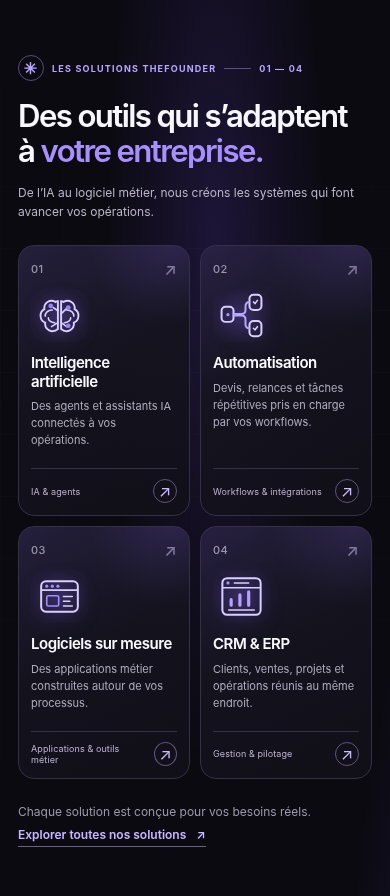 LES SOLUTIONS THEFOUNDER 01 — 04
Des outils qui s’adaptent
à votre entreprise.
De l’IA au logiciel métier, nous créons les systèmes qui font
avancer vos opérations.
01
Intelligence
artificielle
Des agents et assistants IA
connectés à vos
opérations.
IA & agents
02
Automatisation
Devis, relances et tâches
répétitives pris en charge
par vos workflows.
Workflows & intégrations
03
Logiciels sur mesure
Des applications métier
construites autour de vos
processus.
Applications & outils
métier
04
CRM & ERP
Clients, ventes, projets et
opérations réunis au même
endroit.
Gestion & pilotage
Chaque solution est conçue pour vos besoins réels.
Explorer toutes nos solutions